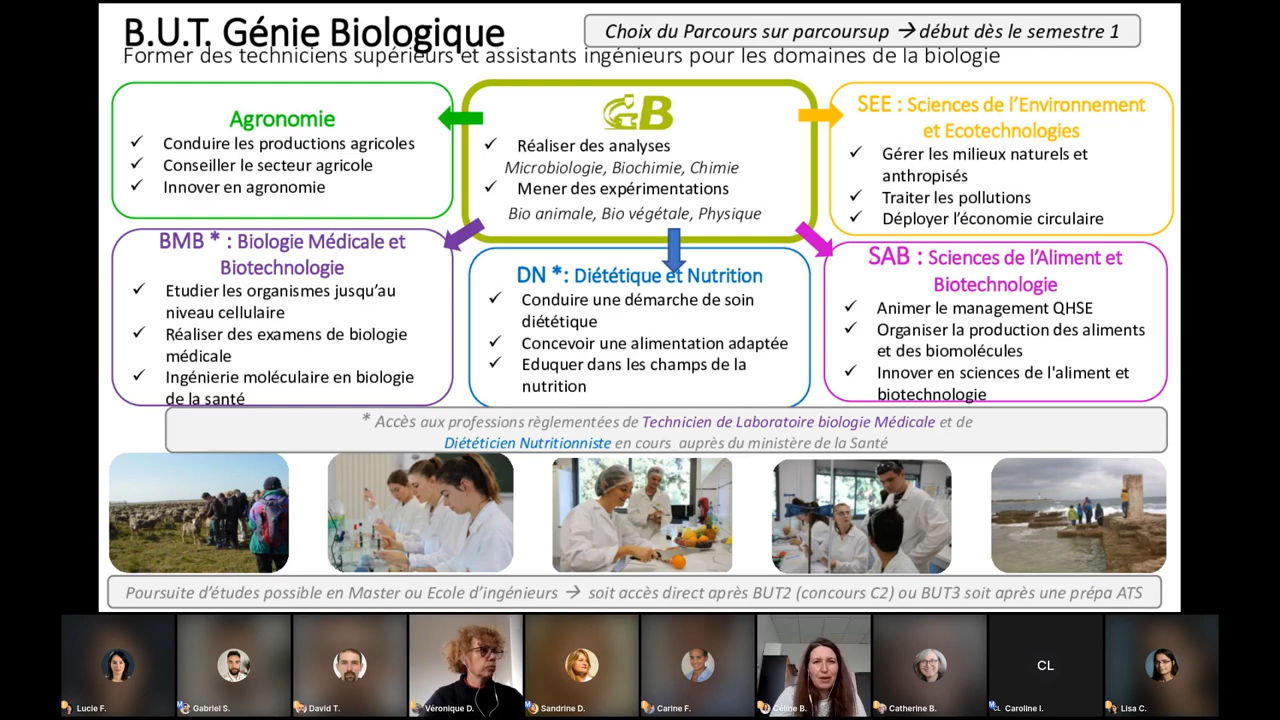 B.U.T. Génie Biologique
Choix du Parcours sur parcoursup → début dès le semestre 1
Former des techniciens supérieurs et assistants ingénieurs pour les domaines de la biologie
Agronomie
✓ Conduire les productions agricoles
✓ Conseiller le secteur agricole
✓ Innover en agronomie
GB
✓ Réaliser des analyses
Microbiologie, Biochimie, Chimie
✓ Mener des expérimentations
Bio animale, Bio végétale, Physique
SEE : Sciences de l'Environnement
et Ecotechnologies
✓ Gérer les milieux naturels et
anthropisés
✓ Traiter les pollutions
✓ Déployer l'économie circulaire
BMB * : Biologie Médicale et
Biotechnologie
✓ Etudier les organismes jusqu'au
niveau cellulaire
✓ Réaliser des examens de biologie
médicale
✓ Ingénierie moléculaire en biologie
de la santé
DN *: Diététique et Nutrition
✓ Conduire une démarche de soin
diététique
✓ Concevoir une alimentation adaptée
✓ Eduquer dans les champs de la
nutrition
SAB : Sciences de l'Aliment et
Biotechnologie
✓ Animer le management QHSE
✓ Organiser la production des aliments
et des biomolécules
✓ Innover en sciences de l'aliment et
biotechnologie
* Accès aux professions règlementées de Technicien de Laboratoire biologie Médicale et de
Diététicien Nutritionniste en cours auprès du ministère de la Santé
Poursuite d'études possible en Master ou Ecole d'ingénieurs → soit accès direct après BUT2 (concours C2) ou BUT3 soit après une prépa ATS
CL
Lucie F.
Gabriel S.
David T.
Véronique D.
Sandrine D.
Carine F.
Céline B.
Catherine B.
Caroline I.
Lisa C.